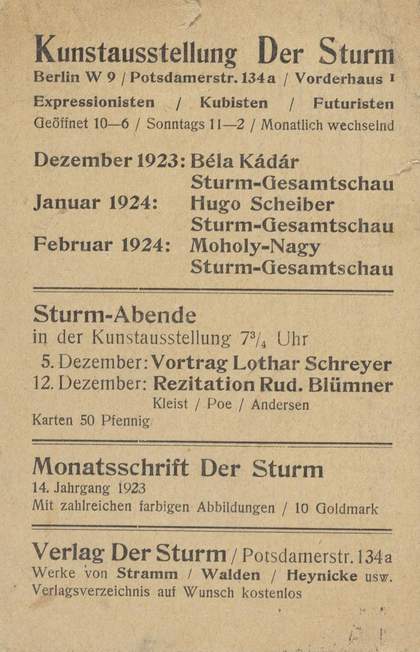 Kunstausstellung Der Sturm
Berlin W 9 / Potsdamerstr. 134a / Vorderhaus I
Expressionisten / Kubisten / Futuristen
Geöffnet 10—6 / Sonntags 11—2 / Monatlich wechselnd
Dezember 1923: Béla Kádár
Sturm-Gesamtschau
Januar 1924: Hugo Scheiber
Sturm-Gesamtschau
Februar 1924: Moholy-Nagy
Sturm-Gesamtschau
Sturm-Abende
in der Kunstausstellung 7¾ Uhr
5. Dezember: Vortrag Lothar Schreyer
12. Dezember: Rezitation Rud. Blümner
Kleist / Poe / Andersen
Karten 50 Pfennig
Monatsschrift Der Sturm
14. Jahrgang 1923
Mit zahlreichen farbigen Abbildungen / 10 Goldmark
Verlag Der Sturm / Potsdamerstr. 134a
Werke von Stramm / Walden / Heynicke usw.
Verlagsverzeichnis auf Wunsch kostenlos